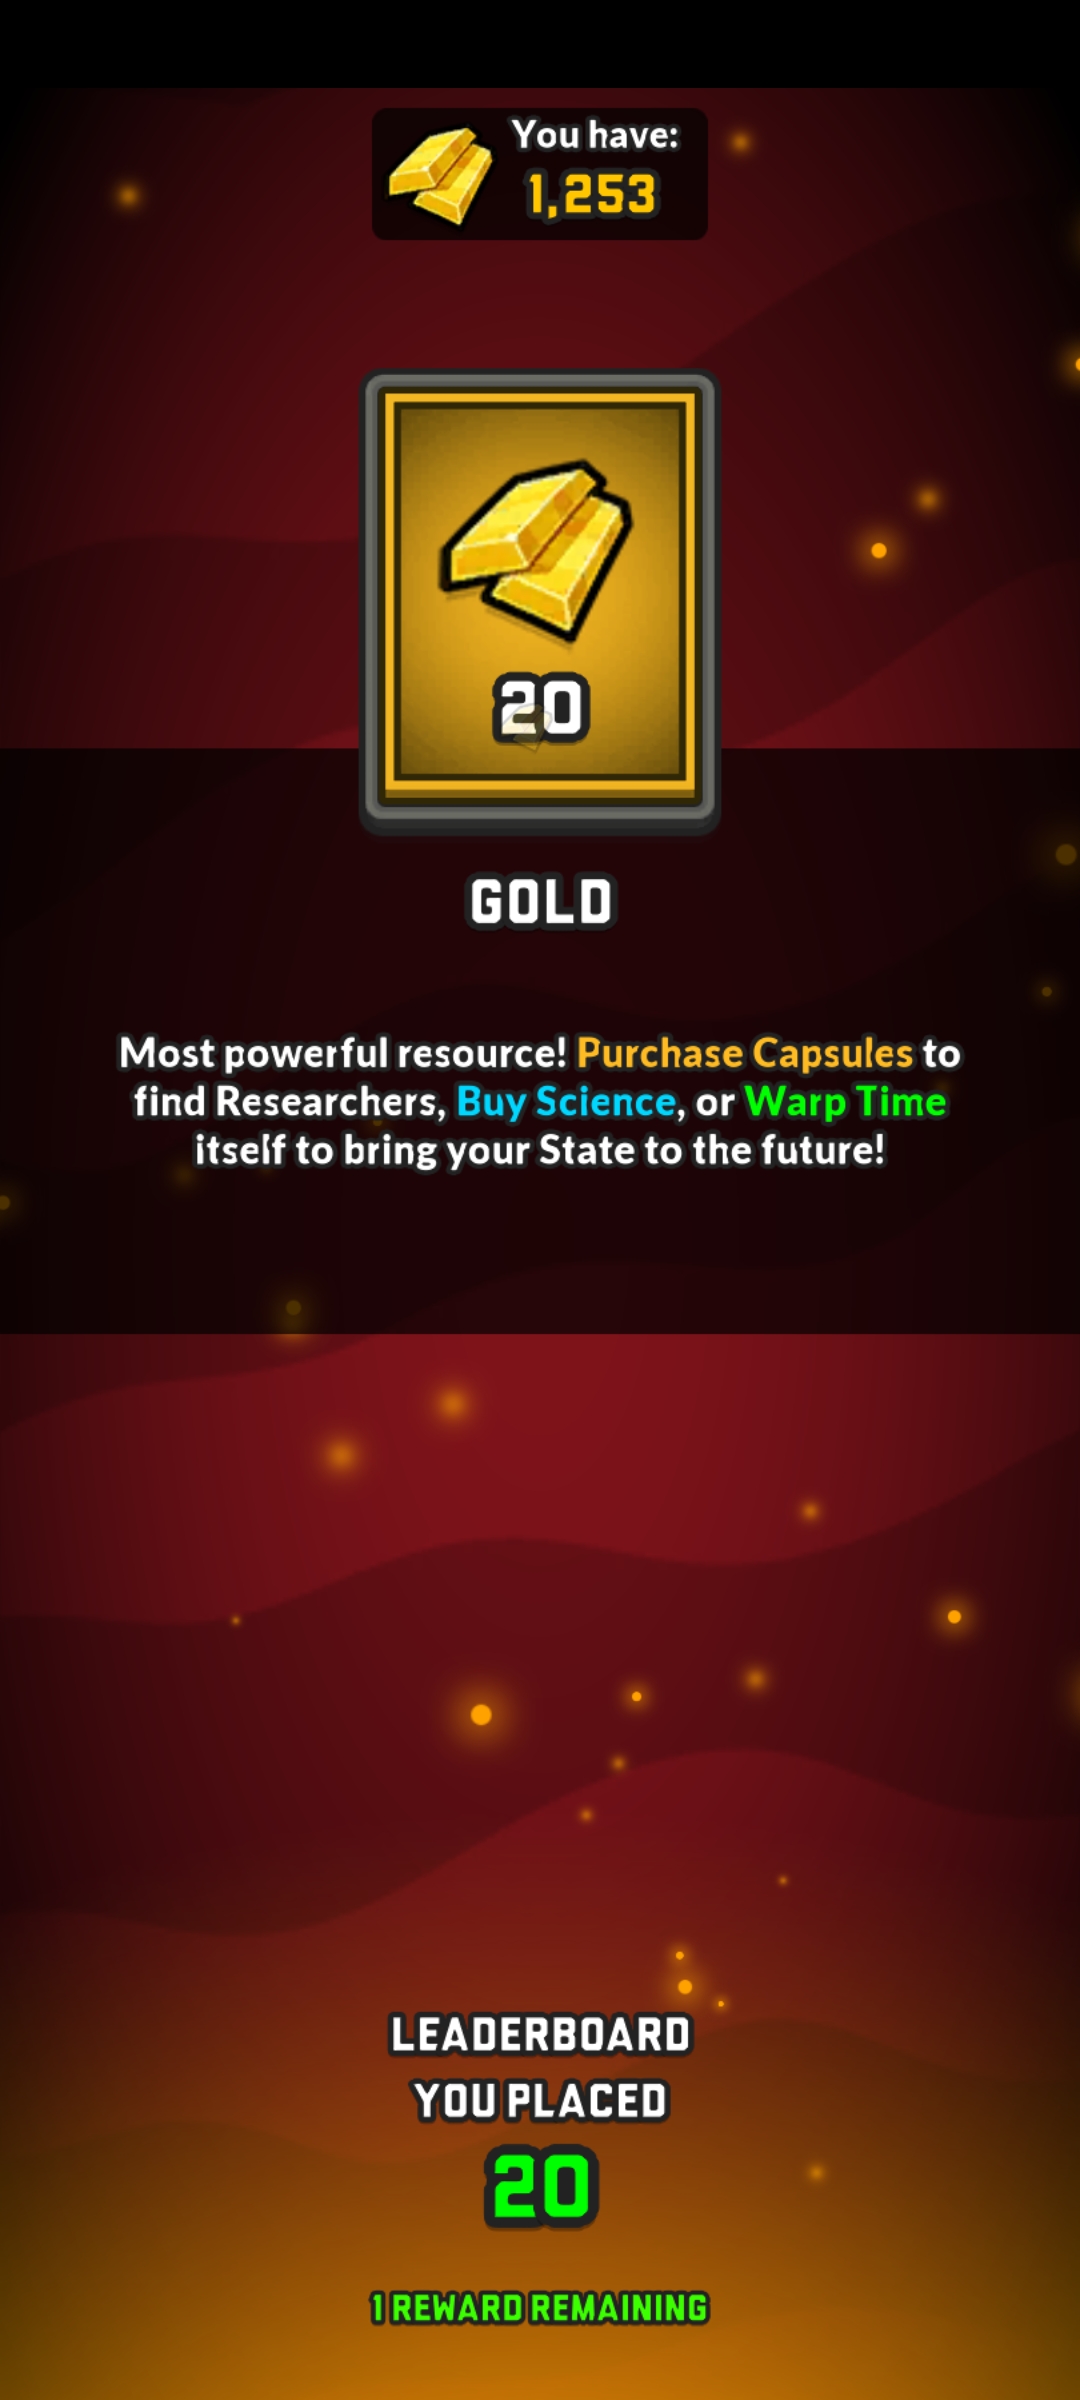 You have:
1,253
20
GOLD
Most powerful resource! Purchase Capsules to
find Researchers, Buy Science, or Warp Time
itself to bring your State to the future!
LEADERBOARD
YOU PLACED
20
1 REWARD REMAINING